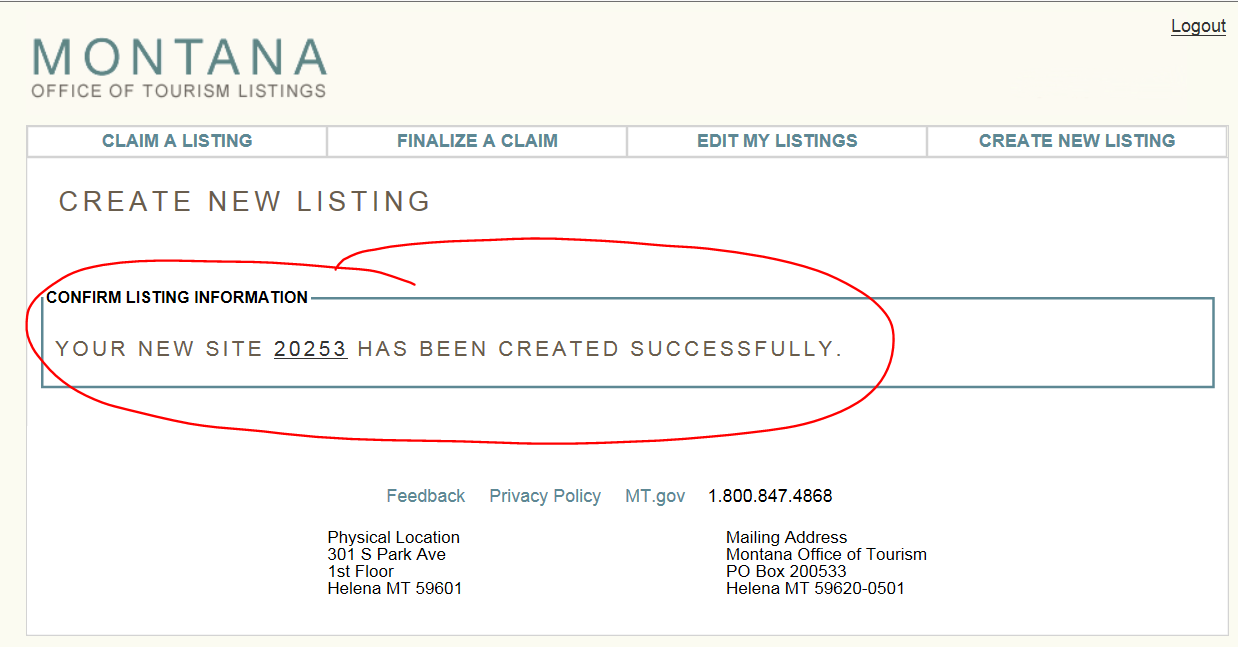 Logout
MONTANA
OFFICE OF TOURISM LISTINGS
CLAIM A LISTING FINALIZE A CLAIM EDIT MY LISTINGS CREATE NEW LISTING
CREATE NEW LISTING
CONFIRM LISTING INFORMATION
YOUR NEW SITE 20253 HAS BEEN CREATED SUCCESSFULLY.
Feedback Privacy Policy MT.gov 1.800.847.4868
Physical Location
301 S Park Ave
1st Floor
Helena MT 59601
Mailing Address
Montana Office of Tourism
PO Box 200533
Helena MT 59620-0501